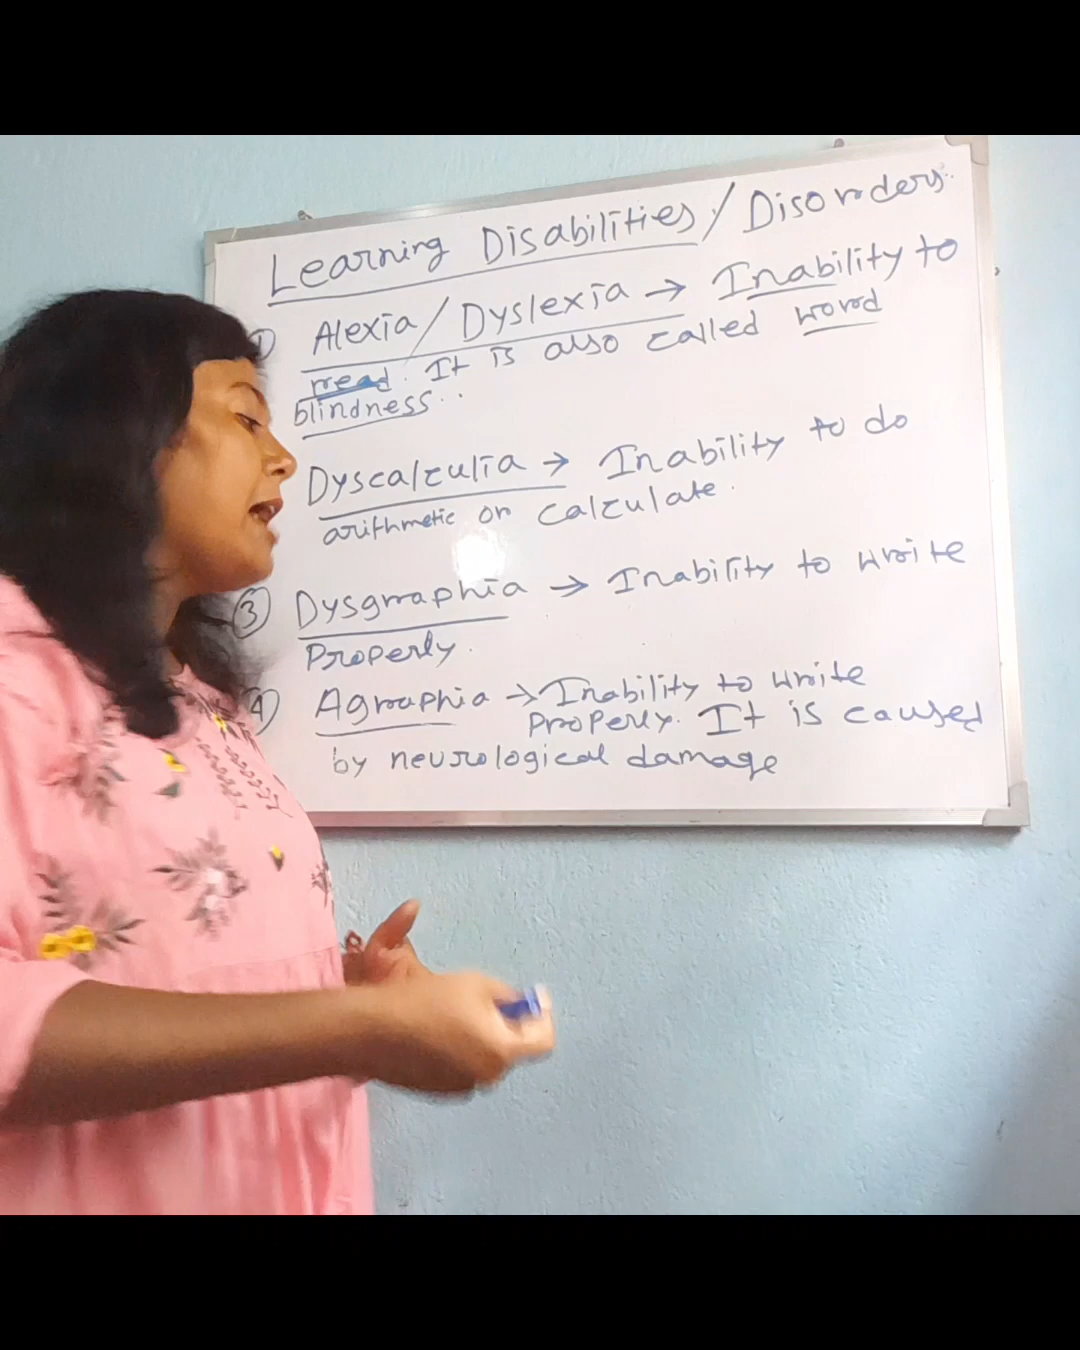 Learning Disabilities / Disorders
1) Alexia / Dyslexia → Inability to
read. It is also called word
blindness..
Dyscalculia → Inability to do
arithmetic or calculate.
③ Dysgraphia → Inability to write
Properly.
④ Agraphia → Inability to write
Properly. It is caused
by neurological damage